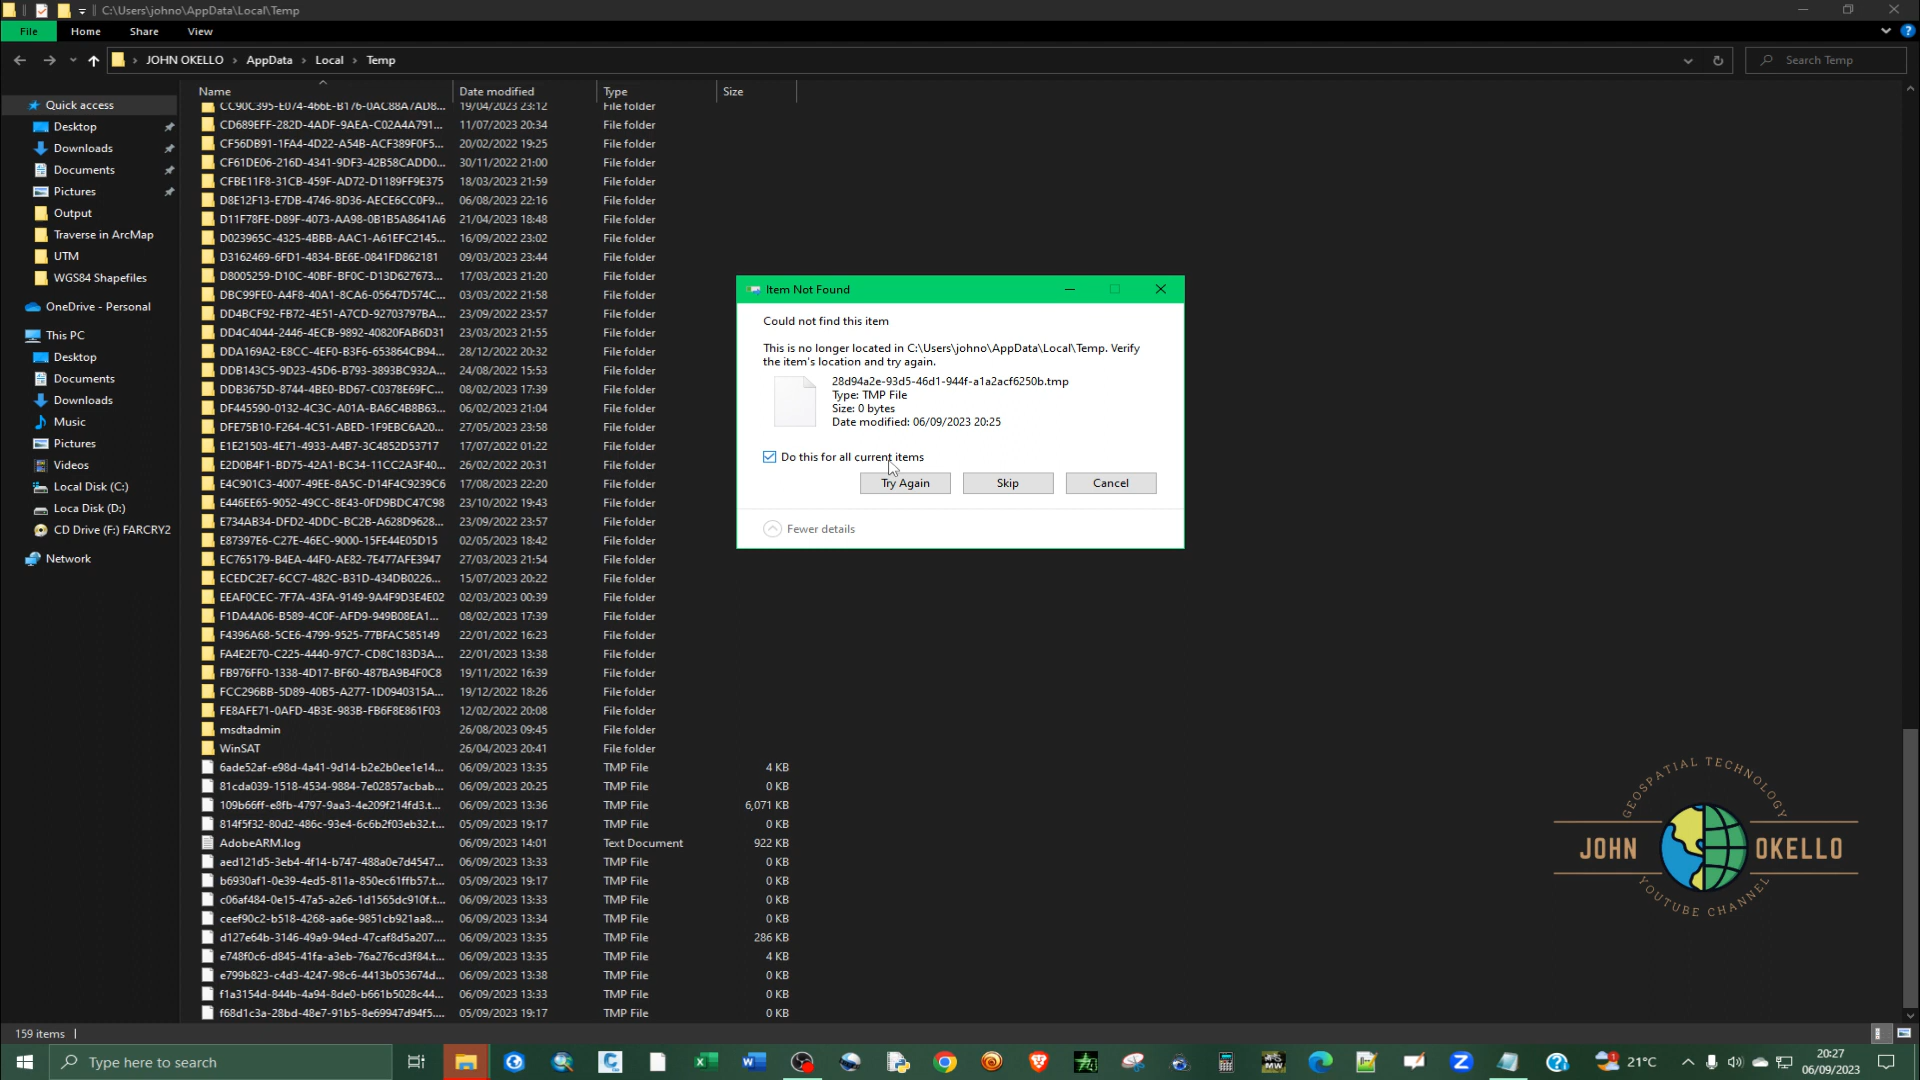 C:\Users\johno\AppData\Local\Temp
File Home Share View
JOHN OKELLO AppData Local Temp
Search Temp
Name Date modified Type Size
Quick access
Desktop
Downloads
Documents
Pictures
Output
Traverse in ArcMap
UTM
WGS84 Shapefiles
OneDrive - Personal
This PC
Desktop
Documents
Downloads
Music
Pictures
Videos
Local Disk (C:)
Loca Disk (D:)
CD Drive (F:) FARCRY2
Network
CC90C395-E074-466E-B176-0AC88A7AD8... 19/04/2023 23:12 File folder
CD689EFF-282D-4ADF-9AEA-C02A4A791... 11/07/2023 20:34 File folder
CF56DB91-1FA4-4D22-A54B-ACF389F0F5... 20/02/2022 19:25 File folder
CF61DE06-216D-4341-9DF3-42B58CADD0... 30/11/2022 21:00 File folder
CFBE11F8-31CB-459F-AD72-D1189FF9E375 18/03/2022 21:59 File folder
D8E12F13-E7DB-4746-8D36-AECE6CC0F9... 06/08/2023 22:16 File folder
D11F78FE-D89F-4073-AA98-0B1B5A8641A6 21/04/2023 18:48 File folder
D023965C-4325-4BBB-AAC1-A61EFC2145... 16/09/2022 23:02 File folder
D3162469-6FD1-4834-BE6E-0841FD862181 09/03/2023 23:44 File folder
D8005259-D10C-40BF-BF0C-D13D627673... 17/03/2023 21:20 File folder
DBC99FE0-A4F8-40A1-8CA6-05647D574C... 03/03/2022 21:58 File folder
DD4BCF92-FB72-4E51-A7CD-92703797BA... 23/09/2022 23:57 File folder
DD4C4044-2446-4ECB-9892-40820FAB6D31 23/03/2023 21:55 File folder
DDA169A2-E8CC-4EF0-B3F6-653864CB94... 28/12/2022 20:32 File folder
DDB143C5-9D23-45D6-B793-3893BC932A... 24/08/2022 15:53 File folder
DDB3675D-8744-4BE0-BD67-C0378E69FC... 08/02/2023 17:39 File folder
DF445590-0132-4C3C-A01A-BA6C4B8B63... 06/02/2023 21:04 File folder
DFE75B10-F264-4C51-ABED-1F9EBC6A20... 27/05/2023 23:58 File folder
E1E21503-4E71-4933-A4B7-3C4852D53717 17/07/2022 01:22 File folder
E2D0B4F1-BD75-42A1-BC34-11CC2A3F40... 26/02/2022 20:31 File folder
E4C901C3-4007-49EE-8A5C-D14F4C9239C6 17/08/2023 22:20 File folder
E446EE65-9052-49CC-8E43-0FD9BDC47C98 23/10/2022 19:43 File folder
E734AB34-DFD2-4DDC-BC2B-A628D9628... 23/09/2022 23:57 File folder
E87397E6-C27E-46EC-9000-15FE44E05D15 02/05/2023 18:42 File folder
EC765179-B4EA-44F0-AE82-7E477AFE3947 27/03/2023 21:54 File folder
ECEDC2E7-6CC7-482C-B31D-434DB0226... 15/07/2023 20:22 File folder
EEAF0CEC-7F7A-43FA-9149-9A4F9D3E4E02 02/03/2023 00:39 File folder
F1DA4A06-B589-4C0F-AFD9-949B08EA1... 08/02/2023 17:39 File folder
F4396A68-5CE6-4799-9525-77BFAC585149 22/01/2022 16:23 File folder
FA4E2E70-C225-4440-97C7-CD8C183D3A... 22/01/2022 13:38 File folder
FB976FF0-1338-4D17-BF60-487BA9B4F0C8 19/11/2022 16:39 File folder
FCC296BB-5D89-40B5-A277-1D0940315A... 19/12/2022 18:26 File folder
FE8AFE71-0AFD-4B3E-983B-FB6F8E861F03 12/02/2022 20:08 File folder
msdtadmin 26/08/2023 09:45 File folder
WinSAT 26/04/2023 20:41 File folder
6ade52af-e98d-4a41-9d14-b2e2b0ee1e14... 06/09/2023 13:35 TMP File 4 KB
81cda039-1518-4534-9884-7e02857acbab... 06/09/2023 20:25 TMP File 0 KB
109b66ff-e8fb-4797-9aa3-4e209f214fd3.t... 06/09/2023 13:36 TMP File 6,071 KB
814f5f32-80d2-486c-93e4-6c6b2f03eb32.t... 05/09/2023 19:17 TMP File 0 KB
AdobeARM.log 06/09/2023 14:01 Text Document 922 KB
aed121d5-3eb4-4f14-b747-488a0e7d4547... 06/09/2023 13:33 TMP File 0 KB
b6930af1-0e39-4ed5-811a-850ec61ffb57.t... 05/09/2023 19:17 TMP File 0 KB
c06af484-0e15-47a5-a2e6-1d1565dc910f.t... 06/09/2023 13:33 TMP File 0 KB
ceef90c2-b518-4268-aa6e-9851cb921aa8.... 06/09/2023 13:34 TMP File 0 KB
d127e64b-3146-49a9-94ed-47caf8d5a207.... 06/09/2023 13:35 TMP File 286 KB
e748f0c6-d845-41fa-a3eb-76a276cd3f84.t... 06/09/2023 13:35 TMP File 4 KB
e799b823-c4d3-4247-98c6-4413b053674d... 06/09/2023 13:38 TMP File 0 KB
f1a3154d-844b-4a94-8de0-b661b5028c44... 06/09/2023 13:33 TMP File 0 KB
f68d1c3a-28bd-48e7-91b5-8e69947d94f5.... 05/09/2023 19:17 TMP File 0 KB
Item Not Found
Could not find this item
This is no longer located in C:\Users\johno\AppData\Local\Temp. Verify
the item's location and try again.
28d94a2e-93d5-46d1-944f-a1a2acf6250b.tmp
Type: TMP File
Size: 0 bytes
Date modified: 06/09/2023 20:25
Do this for all current items
Try Again Skip Cancel
Fewer details
GEOSPATIAL TECHNOLOGY
JOHN OKELLO
YOUTUBE CHANNEL
159 items
Type here to search
21°C
20:27
06/09/2023